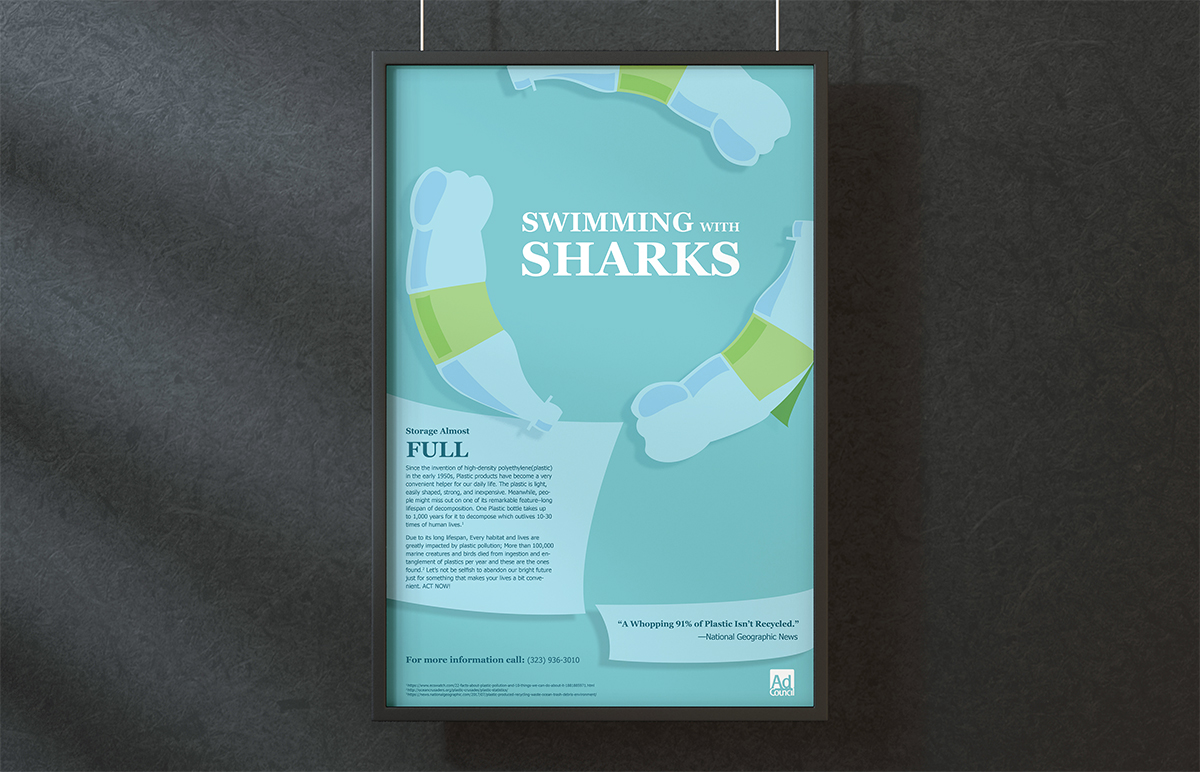 SWIMMING WITH
SHARKS
Storage Almost
FULL
Since the invention of high-density polyethylene(plastic)
in the early 1950s, Plastic products have become a very
convenient helper for our daily life. The plastic is light,
easily shaped, strong, and inexpensive. Meanwhile, peo-
ple might miss out on one of its remarkable feature–long
lifespan of decomposition. One Plastic bottle takes up
to 1,000 years for it to decompose which outlives 10-30
times of human lives.¹
Due to its long lifespan, Every habitat and lives are
greatly impacted by plastic pollution; More than 100,000
marine creatures and birds died from ingestion and en-
tanglement of plastics per year and these are the ones
found.² Let's not be selfish to abandon our bright future
just for something that makes your lives a bit conve-
nient. ACT NOW!
“A Whopping 91% of Plastic Isn’t Recycled.”
—National Geographic News
For more information call: (323) 936-3010
Ad
Council